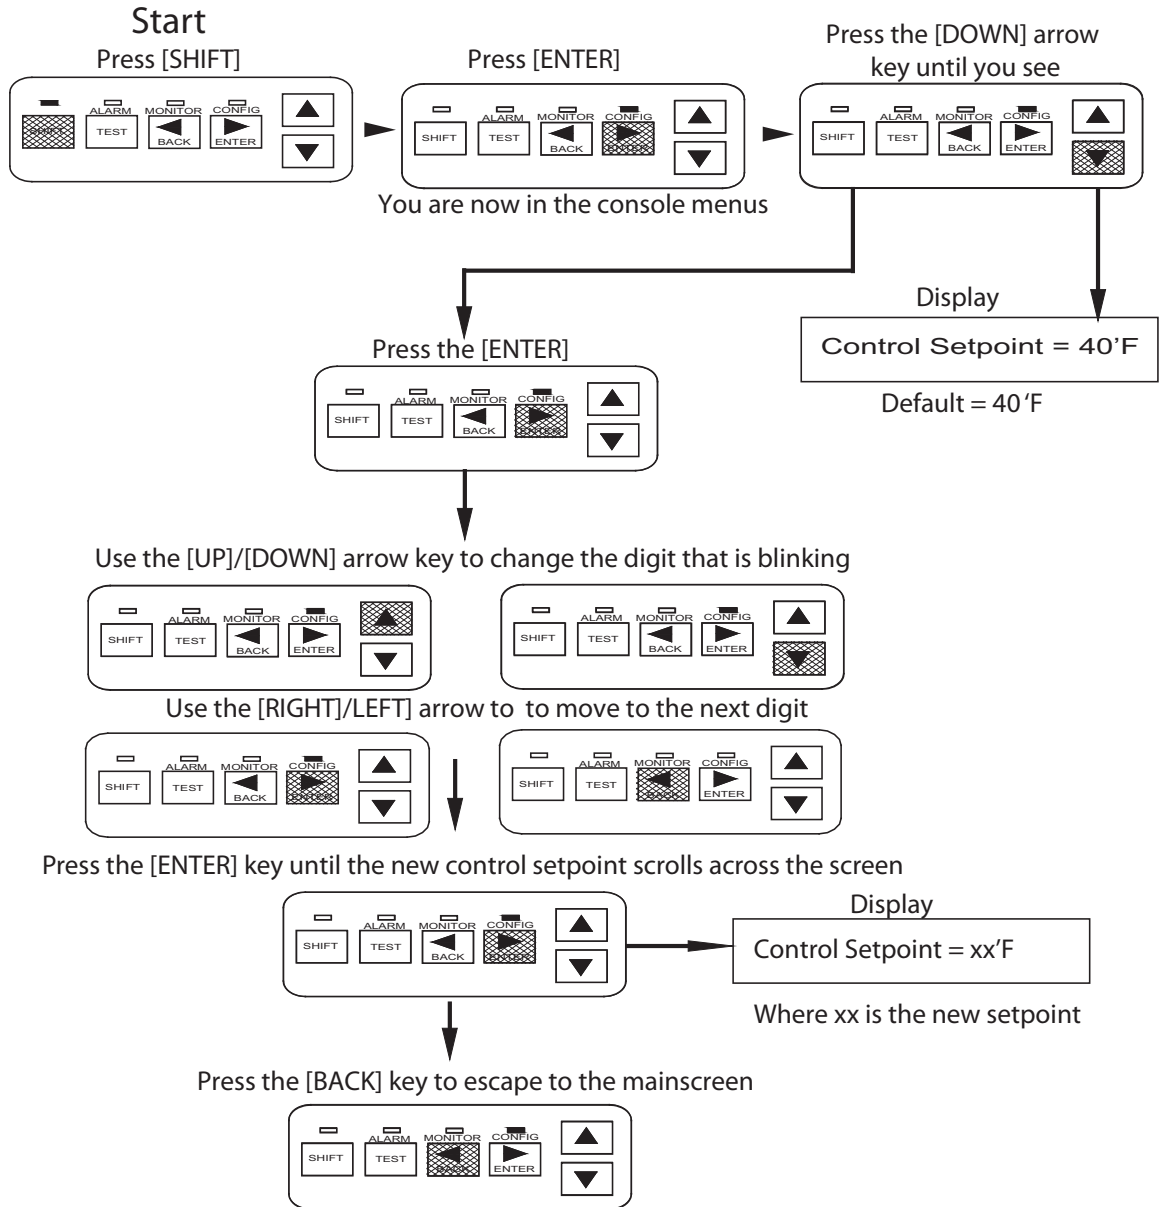 Start
Press [SHIFT]
Press [ENTER]
Press the [DOWN] arrow
key until you see
ALARM MONITOR CONFIG
SHIFT TEST BACK ENTER
ALARM MONITOR CONFIG
SHIFT TEST BACK ENTER
ALARM MONITOR CONFIG
SHIFT TEST BACK ENTER
You are now in the console menus
Display
Control Setpoint = 40'F
Default = 40 'F
Press the [ENTER]
ALARM MONITOR CONFIG
SHIFT TEST BACK ENTER
Use the [UP]/[DOWN] arrow key to change the digit that is blinking
ALARM MONITOR CONFIG
SHIFT TEST BACK ENTER
ALARM MONITOR CONFIG
SHIFT TEST BACK ENTER
Use the [RIGHT]/LEFT] arrow to to move to the next digit
ALARM MONITOR CONFIG
SHIFT TEST BACK ENTER
ALARM MONITOR CONFIG
SHIFT TEST BACK ENTER
Press the [ENTER] key until the new control setpoint scrolls across the screen
ALARM MONITOR CONFIG
SHIFT TEST BACK ENTER
Display
Control Setpoint = xx'F
Where xx is the new setpoint
Press the [BACK] key to escape to the mainscreen
ALARM MONITOR CONFIG
SHIFT TEST BACK ENTER